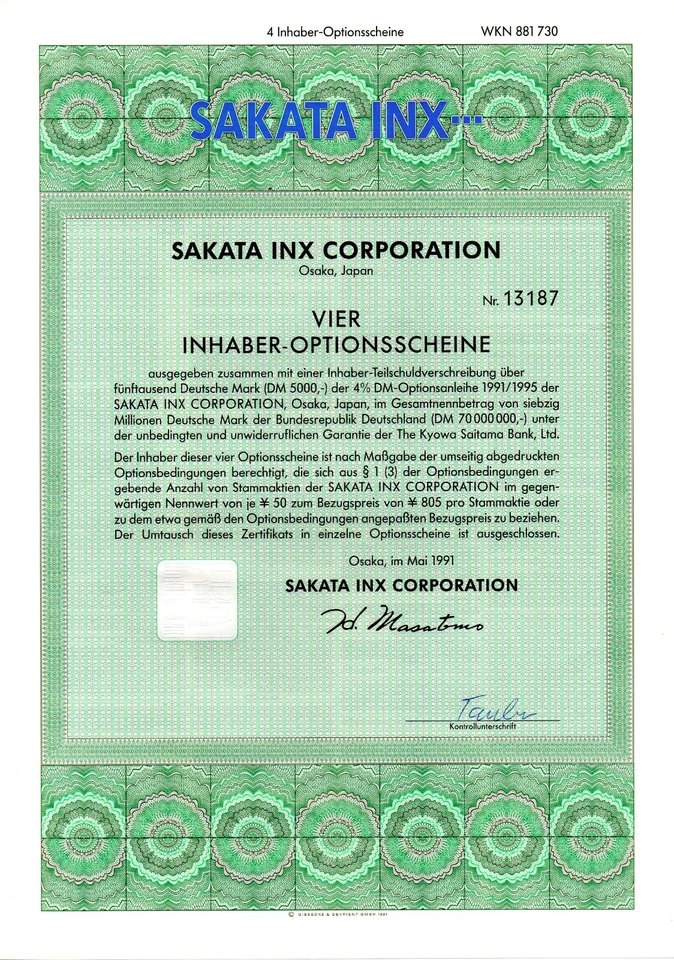 4 Inhaber-Optionsscheine WKN 881 730
SAKATA INX...
SAKATA INX CORPORATION
Osaka, Japan
Nr. 13187
VIER
INHABER-OPTIONSSCHEINE
ausgegeben zusammen mit einer Inhaber-Teilschuldverschreibung über
fünftausend Deutsche Mark (DM 5000,-) der 4% DM-Optionsanleihe 1991/1995 der
SAKATA INX CORPORATION, Osaka, Japan, im Gesamtnennbetrag von siebzig
Millionen Deutsche Mark der Bundesrepublik Deutschland (DM 70 000 000,-) unter
der unbedingten und unwiderruflichen Garantie der The Kyowa Saitama Bank, Ltd.
Der Inhaber dieser vier Optionsscheine ist nach Maßgabe der umseitig abgedruckten
Optionsbedingungen berechtigt, die sich aus § 1 (3) der Optionsbedingungen er-
gebende Anzahl von Stammaktien der SAKATA INX CORPORATION im gegen-
wärtigen Nennwert von je ¥ 50 zum Bezugspreis von ¥ 805 pro Stammaktie oder
zu dem etwa gemäß den Optionsbedingungen angepaßten Bezugspreis zu beziehen.
Der Umtausch dieses Zertifikats in einzelne Optionsscheine ist ausgeschlossen.
Osaka, im Mai 1991
SAKATA INX CORPORATION
H. Masatomo
Kontrollunterschrift
© GIESECKE & DEVRIENT GMBH 1991